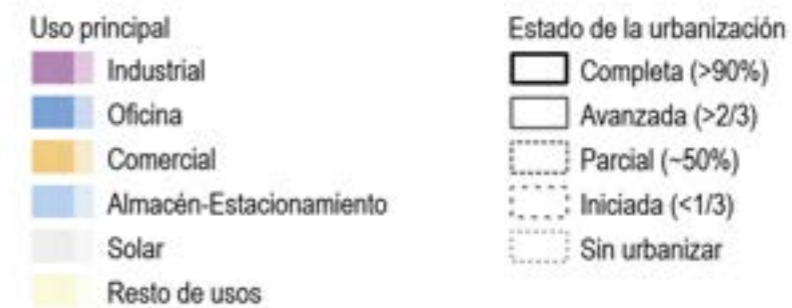 Uso principal
Industrial
Oficina
Comercial
Almacén-Estacionamiento
Solar
Resto de usos
Estado de la urbanización
Completa (>90%)
Avanzada (>2/3)
Parcial (~50%)
Iniciada (<1/3)
Sin urbanizar